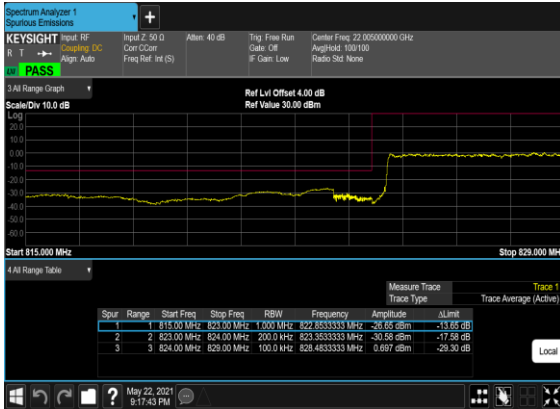 Spectrum Analyzer 1
Spurious Emissions
KEYSIGHT Input: RF Input Z: 50 Ω Atten: 40 dB Trig: Free Run Center Freq: 22.005000000 GHz
R T Coupling: DC Corr CCorr Gate: Off Avg|Hold: 100/100
Align: Auto Freq Ref: Int (S) IF Gain: Low Radio Std: None
PASS
3 All Range Graph
Ref Lvl Offset 4.00 dB
Scale/Div 10.0 dB Ref Value 30.00 dBm
Log
20.0
10.0
0.00
-10.0
-20.0
-30.0
-40.0
-50.0
-60.0
Start 815.000 MHz Stop 829.000 MH
4 All Range Table
Measure Trace Trace 1
Trace Type Trace Average (Active)
Spur Range Start Freq Stop Freq RBW Frequency Amplitude ΔLimit
1 1 815.00 MHz 823.00 MHz 1.000 MHz 822.8533333 MHz -26.65 dBm -13.65 dB
2 2 823.00 MHz 824.00 MHz 200.0 kHz 823.3533333 MHz -30.58 dBm -17.58 dB
3 3 824.00 MHz 829.00 MHz 100.0 kHz 828.4833333 MHz 0.697 dBm -29.30 dB
Local
May 22, 2021
9:17:43 PM